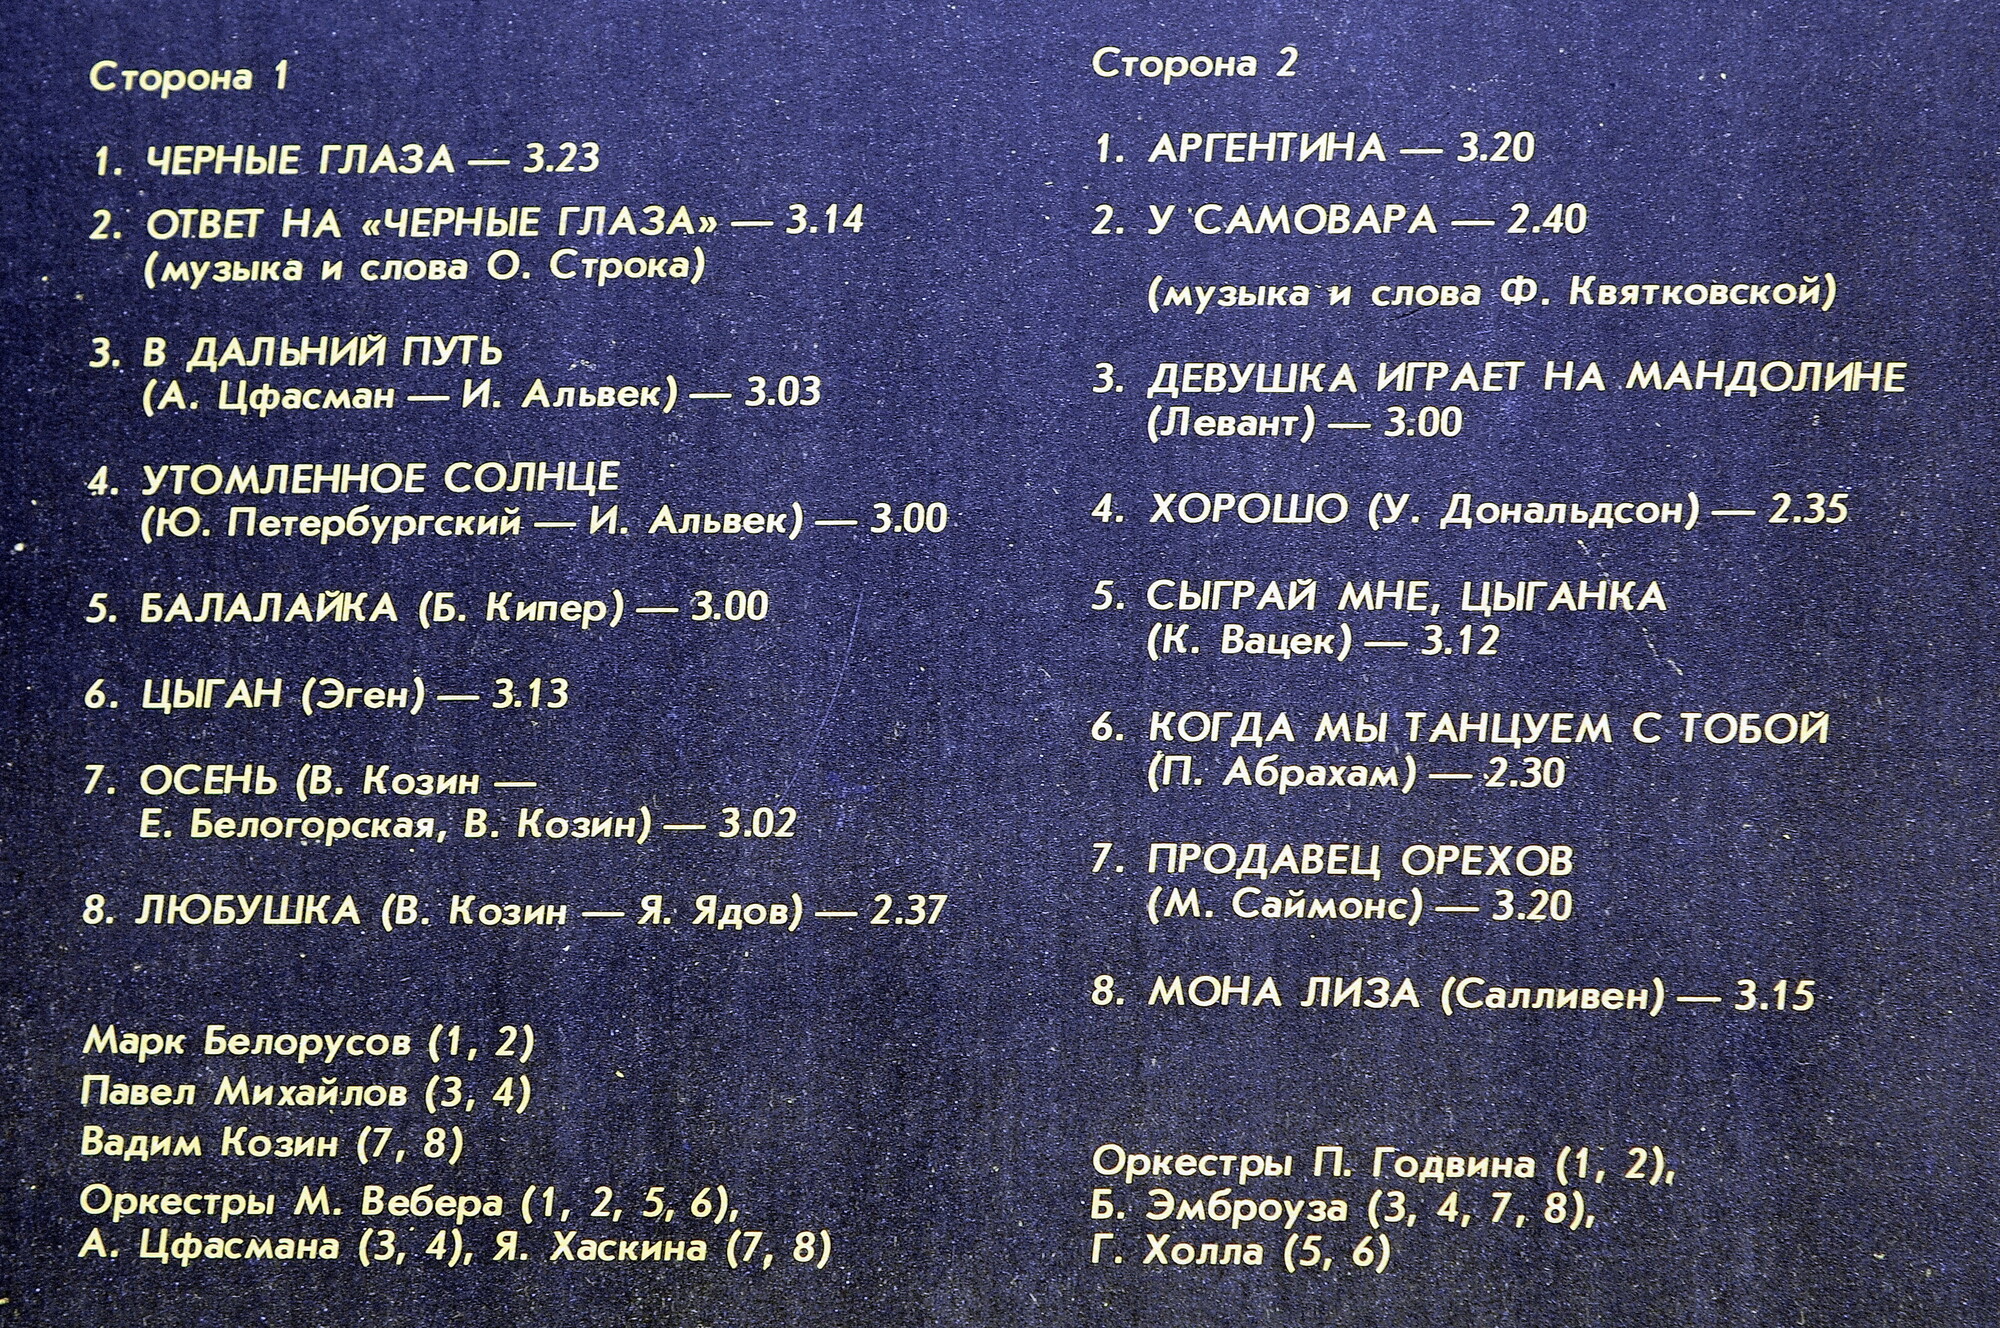 Сторона 1
1. ЧЕРНЫЕ ГЛАЗА — 3.23
2. ОТВЕТ НА «ЧЕРНЫЕ ГЛАЗА» — 3.14
(музыка и слова О. Строка)
3. В ДАЛЬНИЙ ПУТЬ
(А. Цфасман — И. Альвек) — 3.03
4. УТОМЛЕННОЕ СОЛНЦЕ
(Ю. Петербургский — И. Альвек) — 3.00
5. БАЛАЛАЙКА (Б. Кипер) — 3.00
6. ЦЫГАН (Эген) — 3.13
7. ОСЕНЬ (В. Козин —
Е. Белогорская, В. Козин) — 3.02
8. ЛЮБУШКА (В. Козин — Я. Ядов) — 2.37
Марк Белорусов (1, 2)
Павел Михайлов (3, 4)
Вадим Козин (7, 8)
Оркестры М. Вебера (1, 2, 5, 6),
А. Цфасмана (3, 4), Я. Хаскина (7, 8)
Сторона 2
1. АРГЕНТИНА — 3.20
2. У САМОВАРА — 2.40
(музыка и слова Ф. Квятковской)
3. ДЕВУШКА ИГРАЕТ НА МАНДОЛИНЕ
(Левант) — 3.00
4. ХОРОШО (У. Дональдсон) — 2.35
5. СЫГРАЙ МНЕ, ЦЫГАНКА
(К. Вацек) — 3.12
6. КОГДА МЫ ТАНЦУЕМ С ТОБОЙ
(П. Абрахам) — 2.30
7. ПРОДАВЕЦ ОРЕХОВ
(М. Саймонс) — 3.20
8. МОНА ЛИЗА (Салливен) — 3.15
Оркестры П. Годвина (1, 2),
Б. Эмброуза (3, 4, 7, 8),
Г. Холла (5, 6)